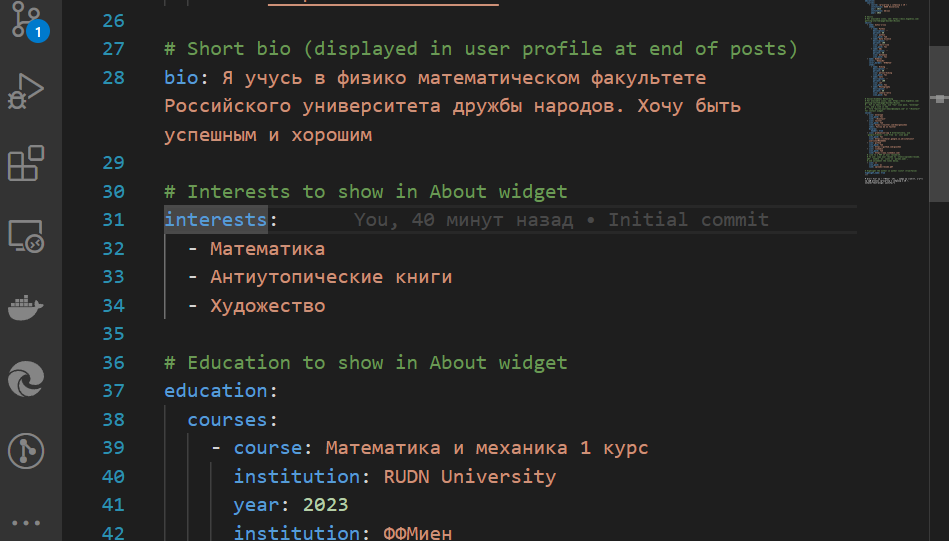 1
26
27 # Short bio (displayed in user profile at end of posts)
28 bio: Я учусь в физико математическом факультете
Российского университета дружбы народов. Хочу быть
успешным и хорошим
29
30 # Interests to show in About widget
31 interests: You, 40 минут назад • Initial commit
32 - Математика
33 - Антиутопические книги
34 - Художество
35
36 # Education to show in About widget
37 education:
38 courses:
39 - course: Математика и механика 1 курс
40 institution: RUDN University
41 year: 2023
42 institution: ФФМиен